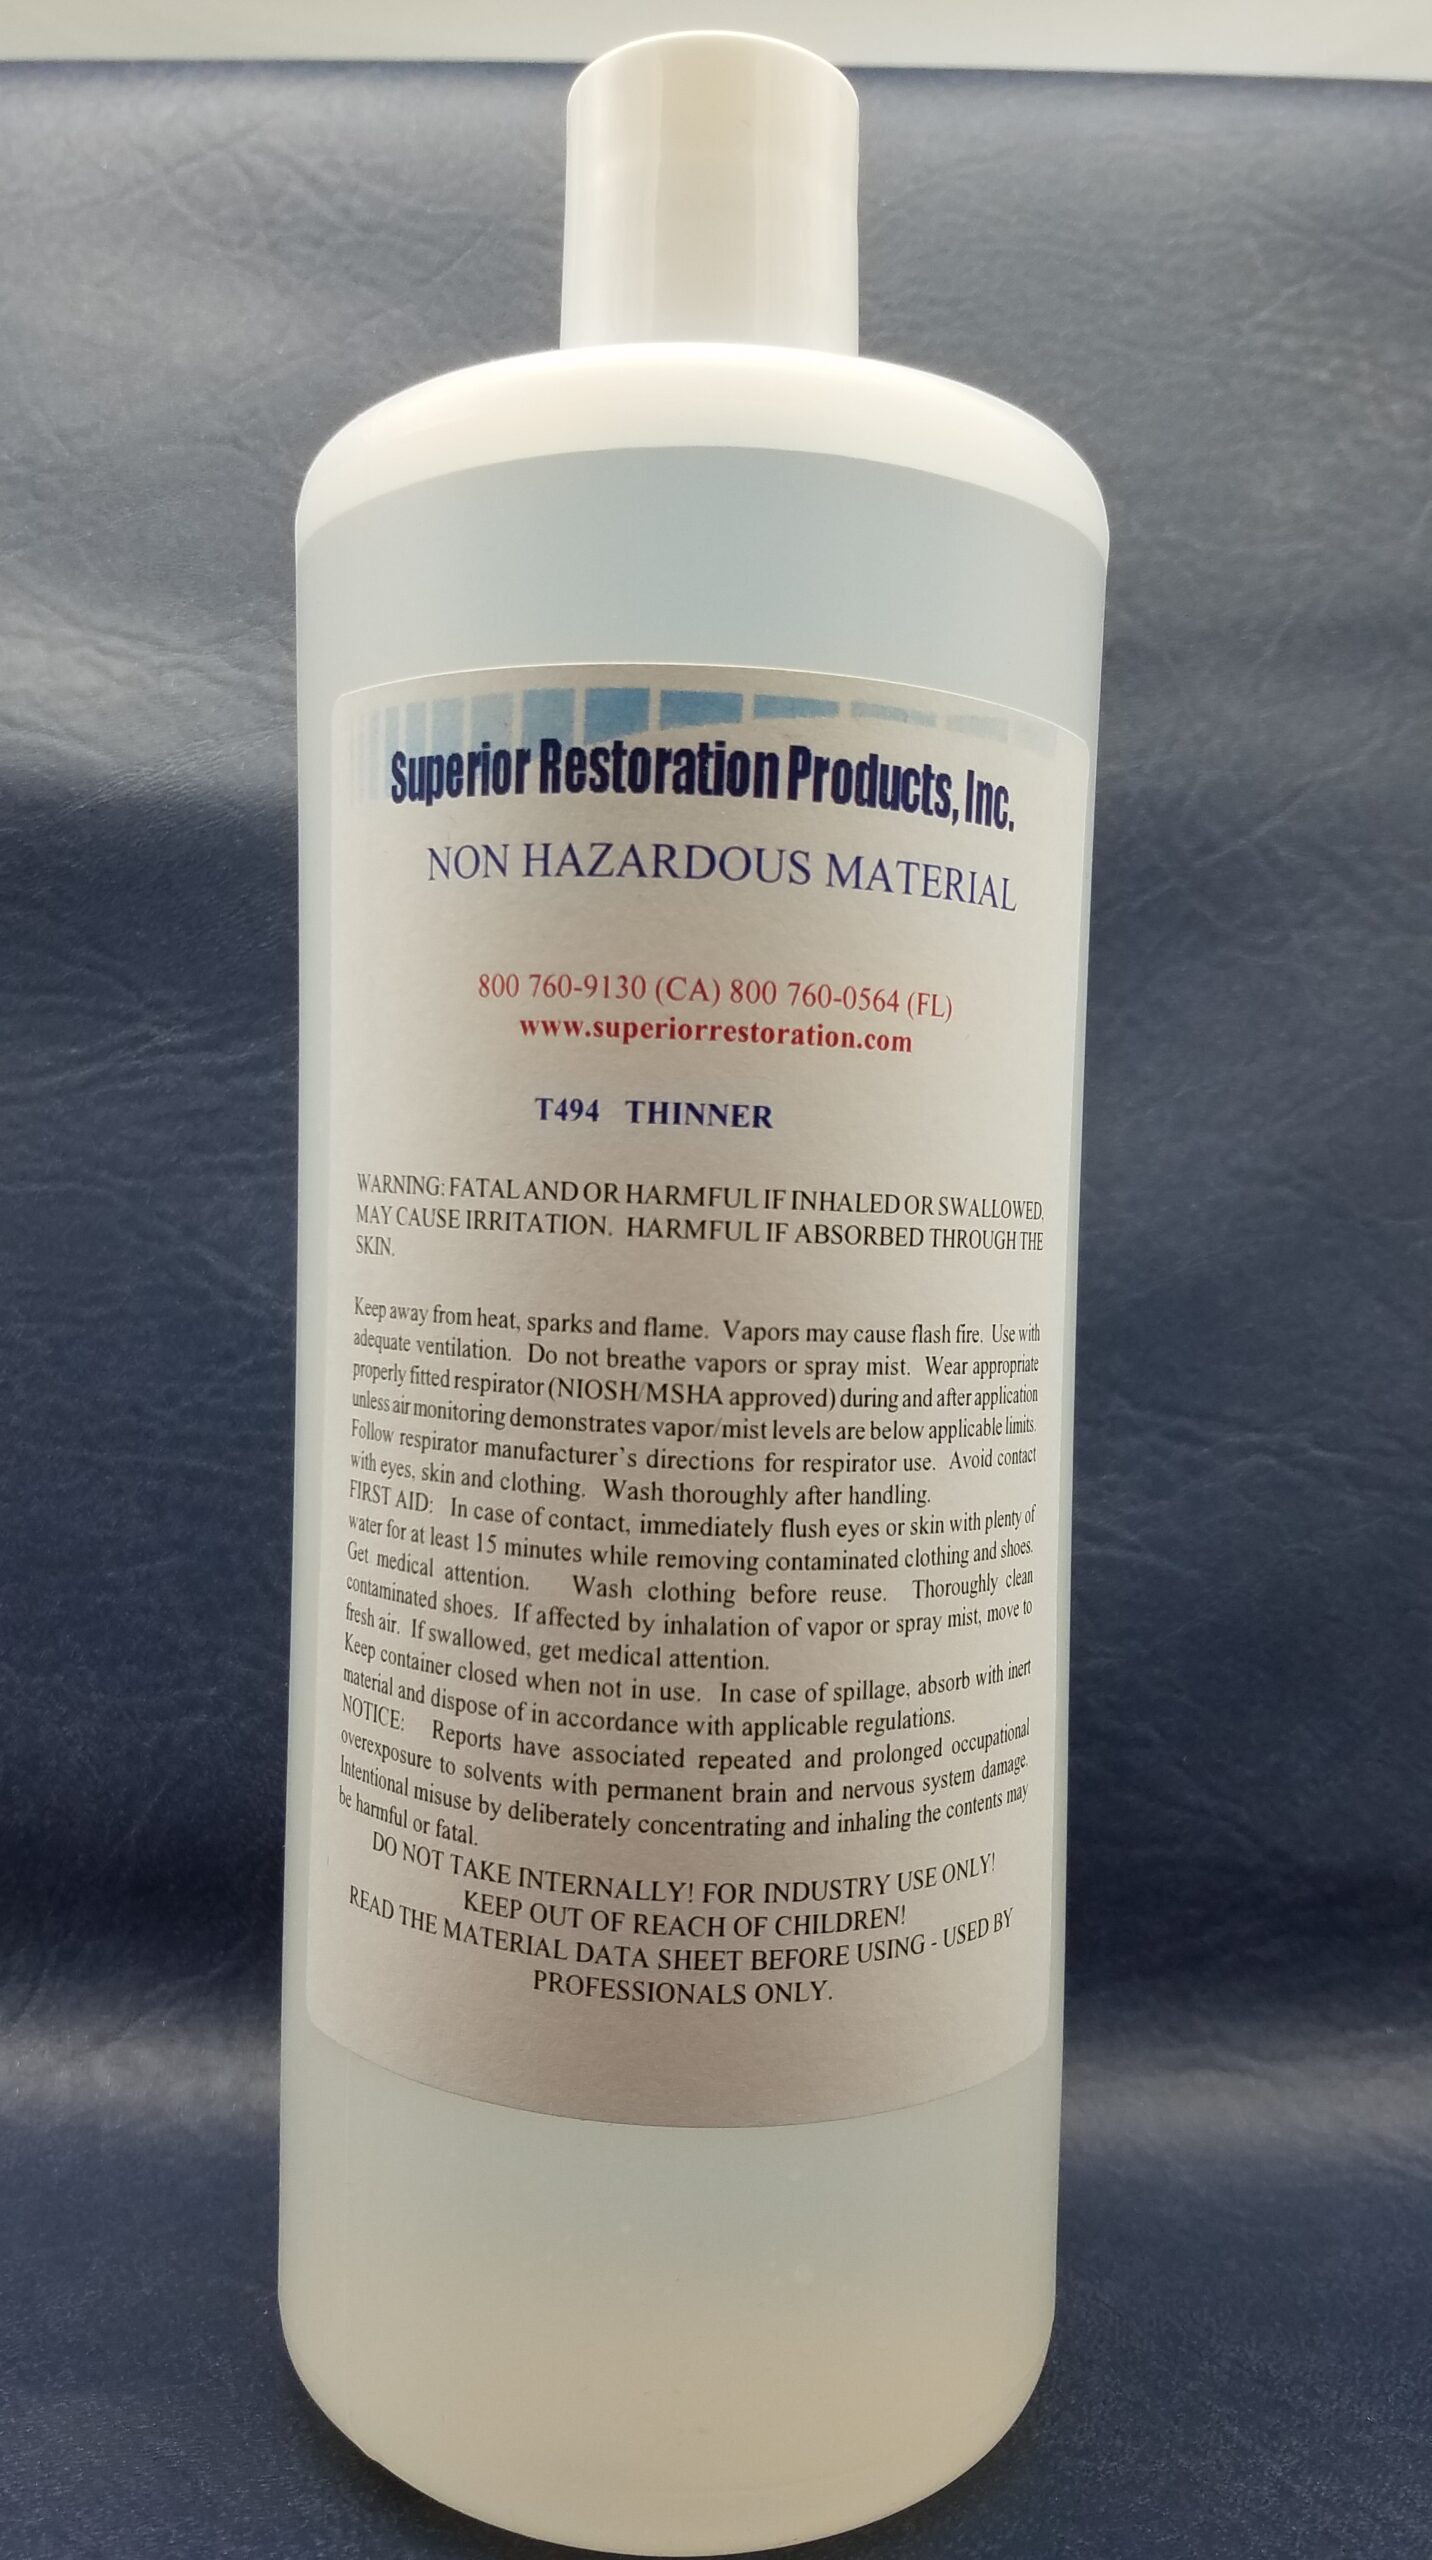 Superior Restoration Products, Inc.
NON HAZARDOUS MATERIAL
800 760-9130 (CA) 800 760-0564 (FL)
www.superiorrestoration.com
T494 THINNER
WARNING: FATAL AND OR HARMFUL IF INHALED OR SWALLOWED,
MAY CAUSE IRRITATION. HARMFUL IF ABSORBED THROUGH THE
SKIN.
Keep away from heat, sparks and flame. Vapors may cause flash fire. Use with
adequate ventilation. Do not breathe vapors or spray mist. Wear appropriate
properly fitted respirator (NIOSH/MSHA approved) during and after application
unless air monitoring demonstrates vapor/mist levels are below applicable limits.
Follow respirator manufacturer's directions for respirator use. Avoid contact
with eyes, skin and clothing. Wash thoroughly after handling.
FIRST AID: In case of contact, immediately flush eyes or skin with plenty of
water for at least 15 minutes while removing contaminated clothing and shoes.
Get medical attention. Wash clothing before reuse. Thoroughly clean
contaminated shoes. If affected by inhalation of vapor or spray mist, move to
fresh air. If swallowed, get medical attention.
Keep container closed when not in use. In case of spillage, absorb with inert
material and dispose of in accordance with applicable regulations.
NOTICE: Reports have associated repeated and prolonged occupational
overexposure to solvents with permanent brain and nervous system damage.
Intentional misuse by deliberately concentrating and inhaling the contents may
be harmful or fatal.
DO NOT TAKE INTERNALLY! FOR INDUSTRY USE ONLY!
KEEP OUT OF REACH OF CHILDREN!
READ THE MATERIAL DATA SHEET BEFORE USING - USED BY
PROFESSIONALS ONLY.